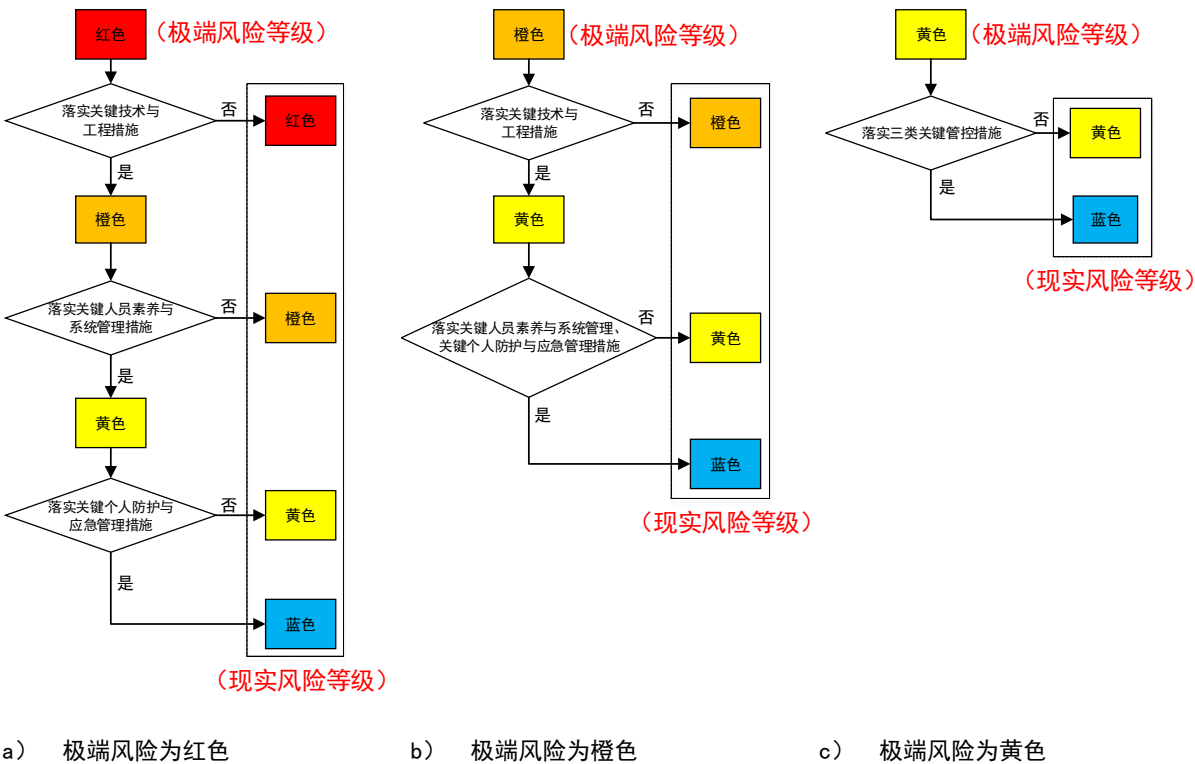 红色
（极端风险等级）
落实关键技术与
工程措施
否
红色
是
橙色
落实关键人员素养与
系统管理措施
否
橙色
是
黄色
落实关键个人防护与
应急管理措施
否
黄色
是
蓝色
（现实风险等级）
a） 极端风险为红色
橙色
（极端风险等级）
落实关键技术与
工程措施
否
橙色
是
黄色
落实关键人员素养与系统管理、
关键个人防护与应急管理措施
否
黄色
是
蓝色
（现实风险等级）
b） 极端风险为橙色
黄色
（极端风险等级）
落实三类关键管控措施
否
黄色
是
蓝色
（现实风险等级）
c） 极端风险为黄色